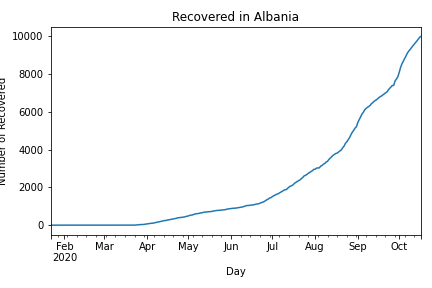 Recovered in Albania
Number of Recovered
10000
8000
6000
4000
2000
0
Feb Mar Apr May Jun Jul Aug Sep Oct
2020
Day